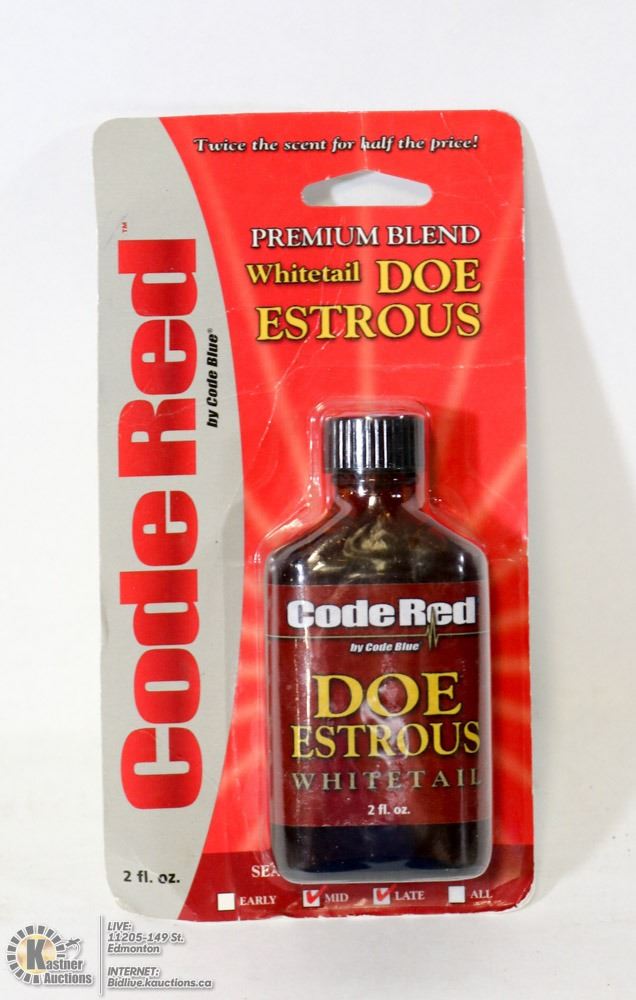 Twice the scent for half the price!
PREMIUM BLEND
Whitetail DOE
ESTROUS
Code Red™
by Code Blue®
Code Red
by Code Blue
DOE
ESTROUS
WHITETAIL
2 fl. oz.
2 fl. oz.
EARLY MID LATE ALL
Kastner
Auctions
LIVE:
11205-149 St.
Edmonton
INTERNET:
Bidlive.kauctions.ca